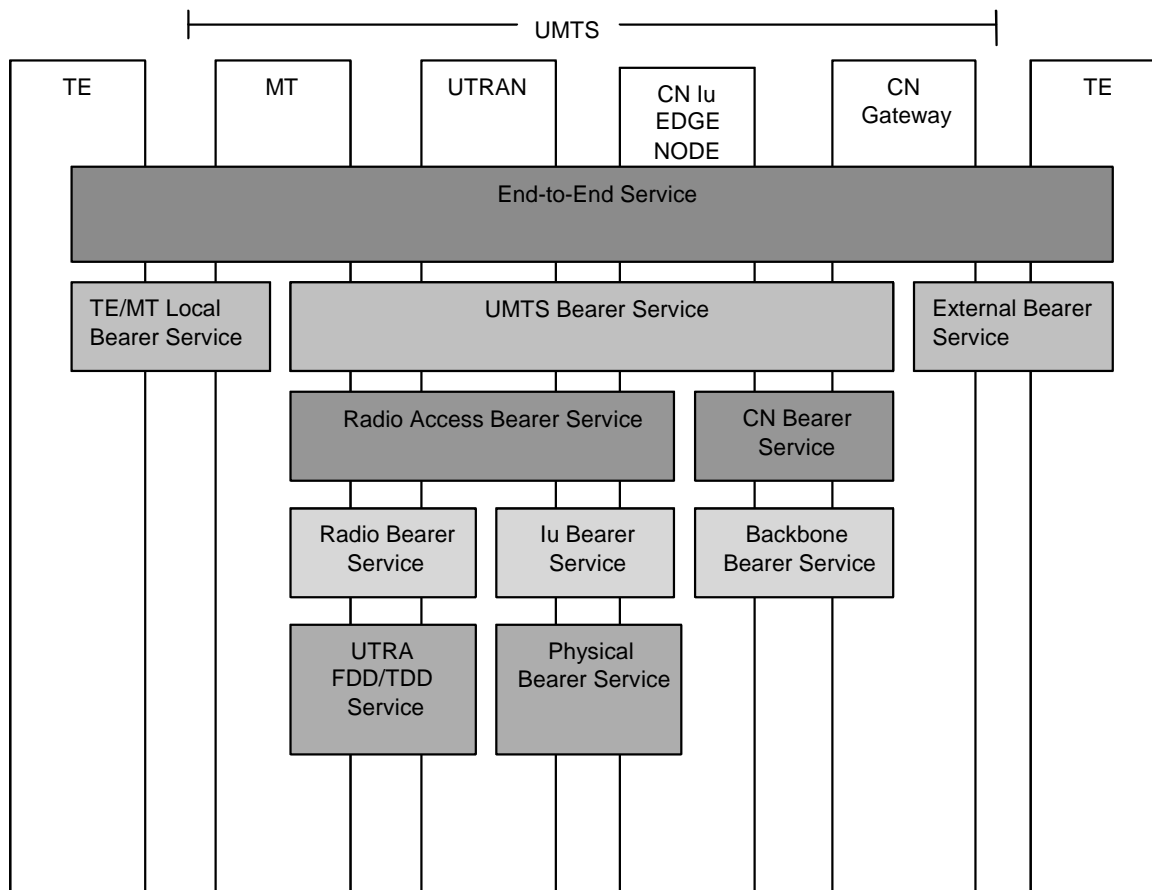 UMTS
TE
MT
UTRAN
CN Iu
EDGE
NODE
CN
Gateway
TE
End-to-End Service
TE/MT Local
Bearer Service
UMTS Bearer Service
External Bearer
Service
Radio Access Bearer Service
CN Bearer
Service
Radio Bearer
Service
Iu Bearer
Service
Backbone
Bearer Service
UTRA
FDD/TDD
Service
Physical
Bearer Service